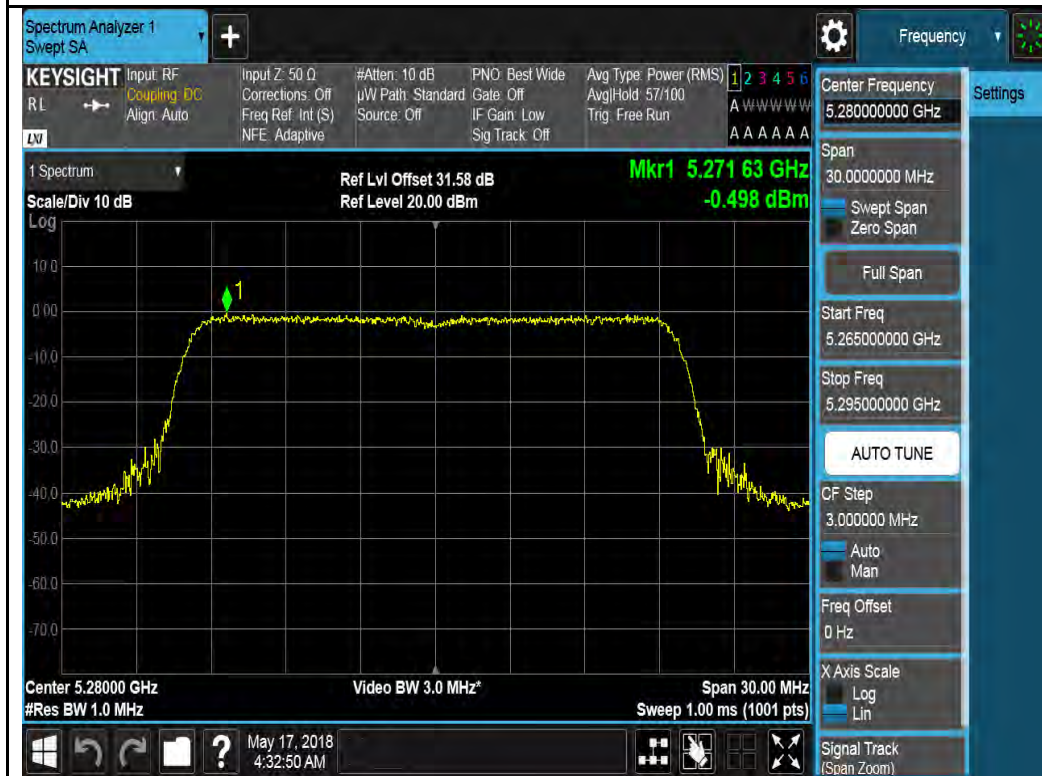 Spectrum Analyzer 1
Swept SA
+
Frequency
KEYSIGHT
Input: RF
Input Z: 50 Ω
#Atten: 10 dB
PNO: Best Wide
Avg Type: Power (RMS)
1 2 3 4 5 6
R L
Coupling: DC
Corrections: Off
µW Path: Standard
Gate: Off
Avg|Hold: 57/100
A W W W W W
Align: Auto
Freq Ref: Int (S)
Source: Off
IF Gain: Low
Trig: Free Run
LXI
NFE: Adaptive
Sig Track: Off
A A A A A A
1 Spectrum
Ref Lvl Offset 31.58 dB
Mkr1 5.271 63 GHz
Scale/Div 10 dB
Ref Level 20.00 dBm
-0.498 dBm
Log
10.0
1
0.00
-10.0
-20.0
-30.0
-40.0
-50.0
-60.0
-70.0
Center 5.28000 GHz
Video BW 3.0 MHz*
Span 30.00 MHz
#Res BW 1.0 MHz
Sweep 1.00 ms (1001 pts)
Center Frequency
5.280000000 GHz
Settings
Span
30.0000000 MHz
Swept Span
Zero Span
Full Span
Start Freq
5.265000000 GHz
Stop Freq
5.295000000 GHz
AUTO TUNE
CF Step
3.000000 MHz
Auto
Man
Freq Offset
0 Hz
X Axis Scale
Log
Lin
Signal Track
(Span Zoom)
?
May 17, 2018
4:32:50 AM